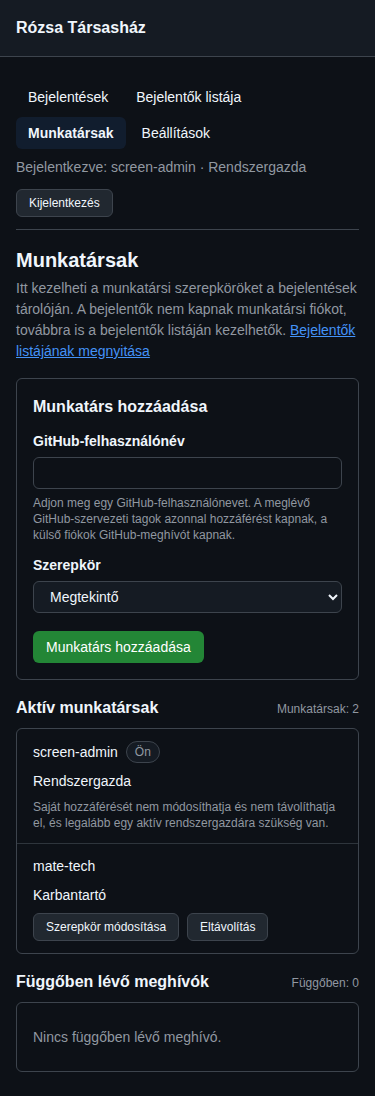 Rózsa Társasház
Bejelentések
Bejelentők listája
Munkatársak
Beállítások
Bejelentkezve: screen-admin · Rendszergazda
Kijelentkezés
Munkatársak
Itt kezelheti a munkatársi szerepköröket a bejelentések
tárolóján. A bejelentők nem kapnak munkatársi fiókot,
továbbra is a bejelentők listáján kezelhetők. Bejelentők
listájának megnyitása
Munkatárs hozzáadása
GitHub-felhasználónév
Adjon meg egy GitHub-felhasználónevet. A meglévő
GitHub-szervezeti tagok azonnal hozzáférést kapnak, a
külső fiókok GitHub-meghívót kapnak.
Szerepkör
Megtekintő
Munkatárs hozzáadása
Aktív munkatársak
Munkatársak: 2
screen-admin Ön
Rendszergazda
Saját hozzáférését nem módosíthatja és nem távolíthatja
el, és legalább egy aktív rendszergazdára szükség van.
mate-tech
Karbantartó
Szerepkör módosítása
Eltávolítás
Függőben lévő meghívók
Függőben: 0
Nincs függőben lévő meghívó.